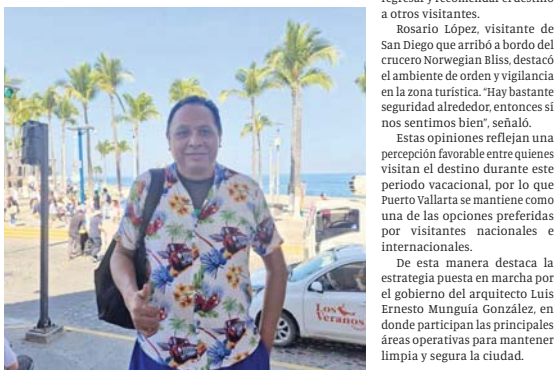 regresar y recomendar el destino
a otros visitantes.
Rosario López, visitante de
San Diego que arribó a bordo del
crucero Norwegian Bliss, destacó
el ambiente de orden y vigilancia
en la zona turística. “Hay bastante
seguridad alrededor, entonces sí
nos sentimos bien”, señaló.
Estas opiniones reflejan una
percepción favorable entre quienes
visitan el destino durante este
periodo vacacional, por lo que
Puerto Vallarta se mantiene como
una de las opciones preferidas
por visitantes nacionales e
internacionales.
De esta manera destaca la
estrategia puesta en marcha por
el gobierno del arquitecto Luis
Ernesto Munguía González, en
donde participan las principales
áreas operativas para mantener
limpia y segura la ciudad.
Los
Veranos